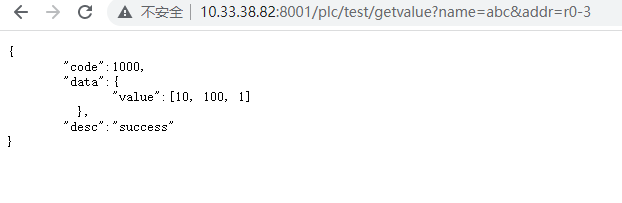 不安全 | 10.33.38.82:8001/plc/test/getvalue?name=abc&addr=r0-3
{
"code":1000,
"data":{
"value":[10, 100, 1]
},
"desc":"success"
}